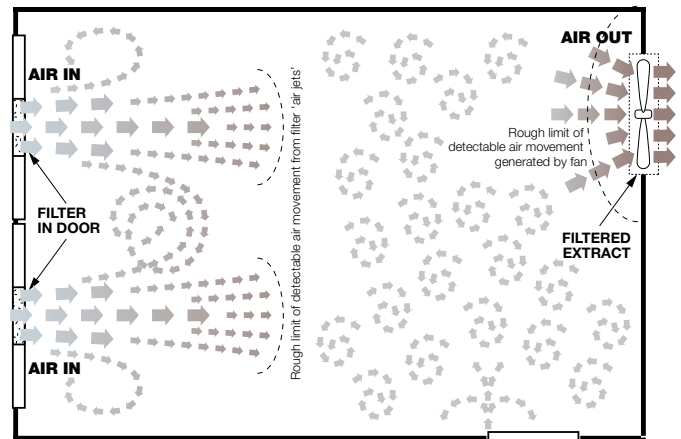 AIR IN
FILTER
IN DOOR
AIR IN
Rough limit of detectable air movement from filter ‘air jets’
AIR OUT
Rough limit of
detectable air movement
generated by fan
FILTERED
EXTRACT